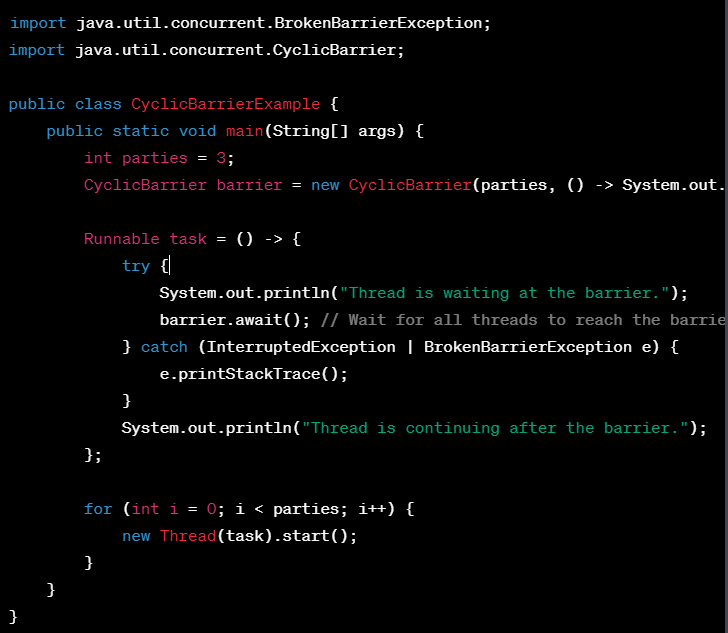 import java.util.concurrent.BrokenBarrierException;
import java.util.concurrent.CyclicBarrier;

public class CyclicBarrierExample {
    public static void main(String[] args) {
        int parties = 3;
        CyclicBarrier barrier = new CyclicBarrier(parties, () -> System.out.

        Runnable task = () -> {
            try {
                System.out.println("Thread is waiting at the barrier.");
                barrier.await(); // Wait for all threads to reach the barrie
            } catch (InterruptedException | BrokenBarrierException e) {
                e.printStackTrace();
            }
            System.out.println("Thread is continuing after the barrier.");
        };

        for (int i = 0; i < parties; i++) {
            new Thread(task).start();
        }
    }
}